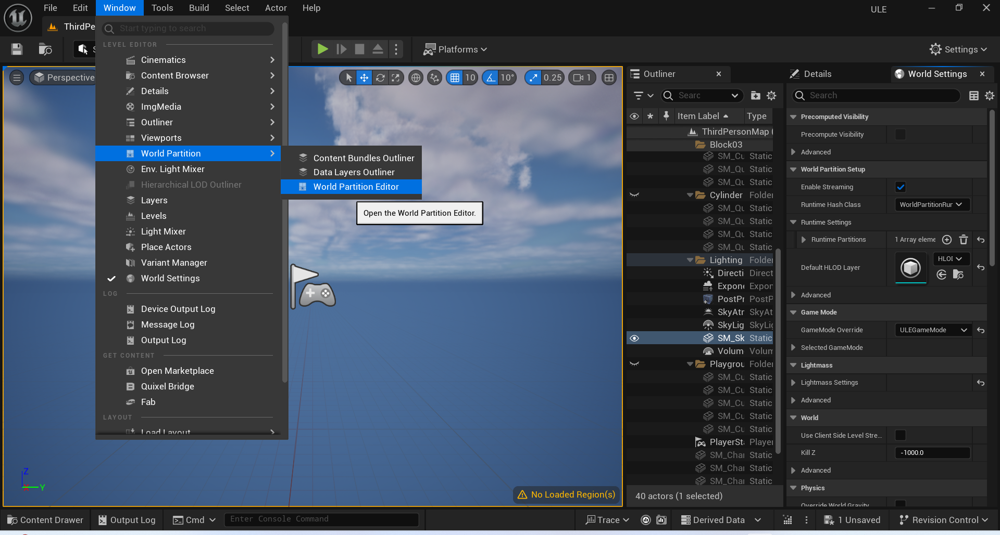 File Edit Window Tools Build Select Actor Help
ULE
ThirdPe
Start typing to search
LEVEL EDITOR
Cinematics
Content Browser
Details
ImgMedia
Outliner
Viewports
World Partition
Env. Light Mixer
Hierarchical LOD Outliner
Layers
Levels
Light Mixer
Place Actors
Variant Manager
World Settings
LOG
Device Output Log
Message Log
Output Log
GET CONTENT
Open Marketplace
Quixel Bridge
Fab
LAYOUT
Load Layout
Content Bundles Outliner
Data Layers Outliner
World Partition Editor
Open the World Partition Editor.
Platforms
Settings
Perspective
10 10° 0.25 1
Z
X Y
No Loaded Region(s)
Outliner
Searc
Item Label Type
ThirdPersonMap (
Block03
SM_Cu Static
SM_Qu Static
SM_Qu Static
Cylinder Folder
SM_Qu Static
SM_Qu Static
SM_Qu Static
SM_Qu Static
Lighting Folder
Directi Direct
Expone Expon
PostPr PostP
SkyAtm SkyAt
SkyLig SkyLig
SM_Sk Static
Volum Volum
Playgrou Folder
SM_Cu Static
SM_Cu Static
SM_Cu Static
SM_Cu Static
SM_Cu Static
PlayerSta Player
SM_Char Static
SM_Char Static
SM_Char Static
40 actors (1 selected)
Details
World Settings
Search
Precomputed Visibility
Precompute Visibility
Advanced
World Partition Setup
Enable Streaming
Runtime Hash Class WorldPartitionRur
Runtime Settings
Runtime Partitions 1 Array eleme
Default HLOD Layer HLOI
Advanced
Game Mode
GameMode Override ULEGameMode
Selected GameMode
Lightmass
Lightmass Settings
Advanced
World
Use Client Side Level Stre...
Kill Z -1000.0
Advanced
Physics
Override World Gravity
Content Drawer
Output Log
Cmd
Enter Console Command
Trace
Derived Data
1 Unsaved
Revision Control